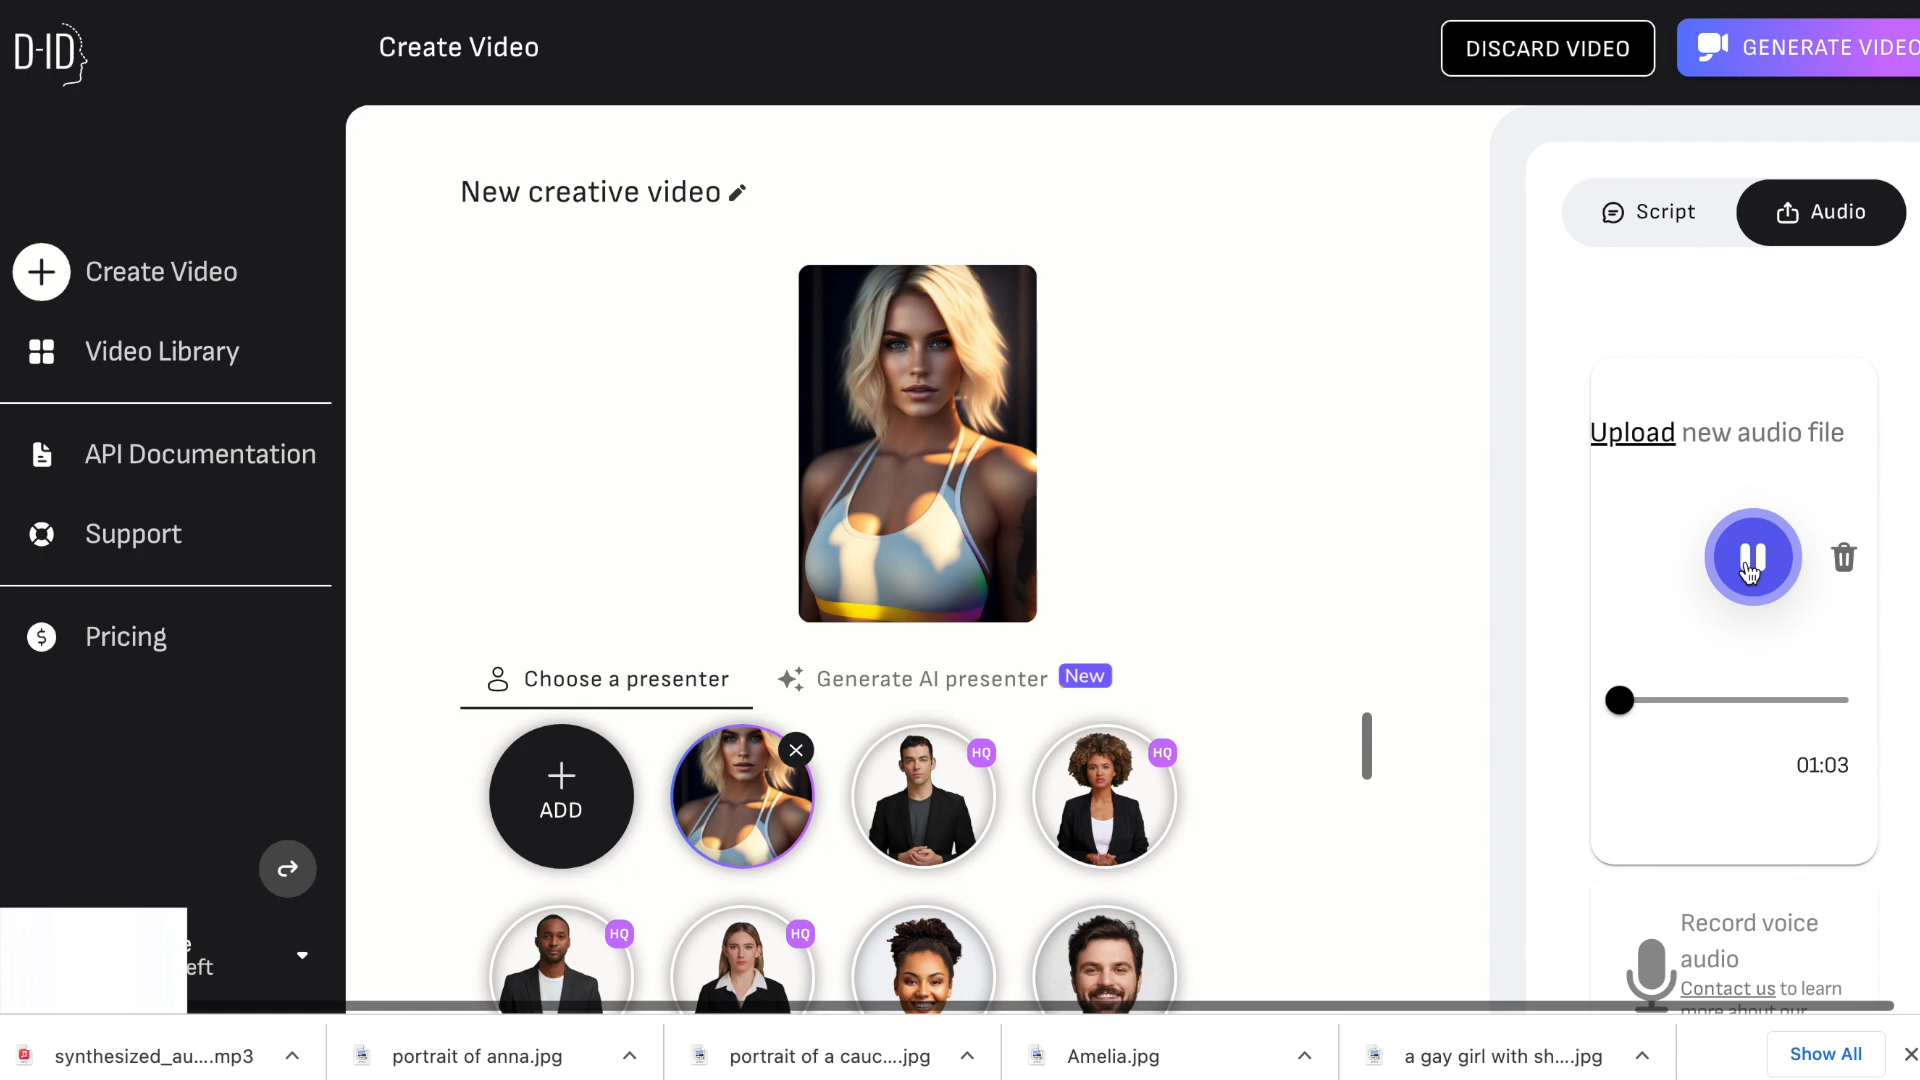 D-ID
Create Video
DISCARD VIDEO
GENERATE VIDEO
New creative video
Script
Audio
Create Video
Video Library
API Documentation
Support
Pricing
Upload new audio file
Choose a presenter
Generate AI presenter New
ADD
HQ
HQ
01:03
HQ
HQ
eft
Record voice
audio
Contact us to learn
more about our
synthesized_au....mp3
portrait of anna.jpg
portrait of a cauc....jpg
Amelia.jpg
a gay girl with sh....jpg
Show All